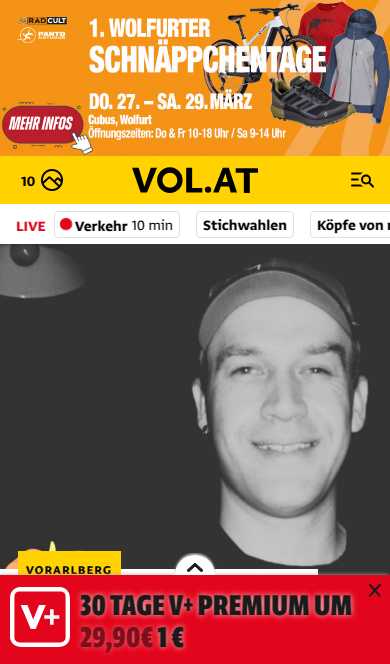 RADCULT
PANTO
1. WOLFURTER
SCHNÄPPCHENTAGE
DO. 27. – SA. 29. MÄRZ
Cubus, Wolfurt
Öffnungszeiten: Do & Fr 10-18 Uhr / Sa 9-14 Uhr
MEHR INFOS
10
VOL.AT
LIVE
Verkehr 10 min
Stichwahlen
Köpfe von
VORARLBERG
V+
30 TAGE V+ PREMIUM UM
29,90€ 1 €